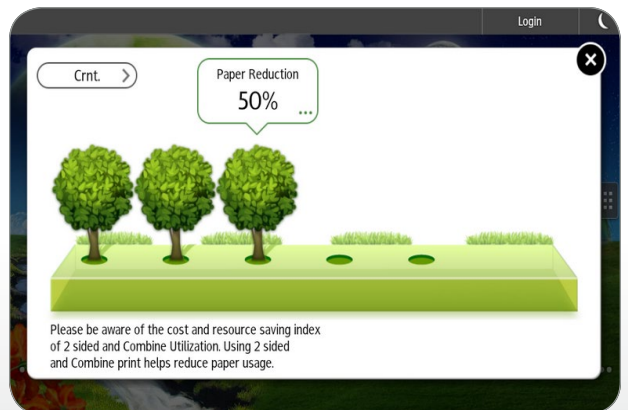 Login
Crnt.
Paper Reduction
50%
...
Please be aware of the cost and resource saving index
of 2 sided and Combine Utilization. Using 2 sided
and Combine print helps reduce paper usage.